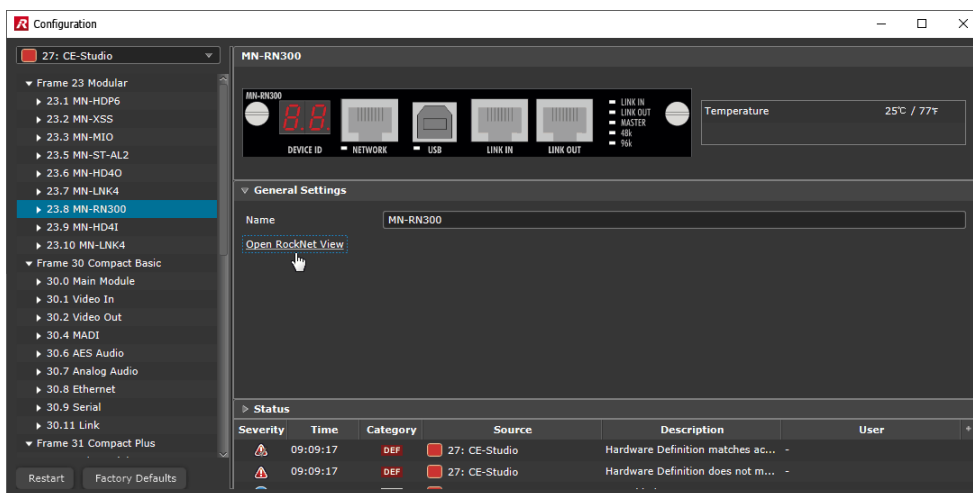 Configuration
27: CE-Studio
Frame 23 Modular
23.1 MN-HDP6
23.2 MN-XSS
23.3 MN-MIO
23.5 MN-ST-AL2
23.6 MN-HD4O
23.7 MN-LNK4
23.8 MN-RN300
23.9 MN-HD4I
23.10 MN-LNK4
Frame 30 Compact Basic
30.0 Main Module
30.1 Video In
30.2 Video Out
30.4 MADI
30.6 AES Audio
30.7 Analog Audio
30.8 Ethernet
30.9 Serial
30.11 Link
Frame 31 Compact Plus
Restart Factory Defaults
MN-RN300
MN-RN300
8.8.
DEVICE ID NETWORK USB LINK IN LINK OUT
LINK IN
LINK OUT
MASTER
48k
96k
Temperature 25℃ / 77℉
General Settings
Name MN-RN300
Open RockNet View
Status
Severity Time Category Source Description User
09:09:17 DEF 27: CE-Studio Hardware Definition matches ac... -
09:09:17 DEF 27: CE-Studio Hardware Definition does not m... -